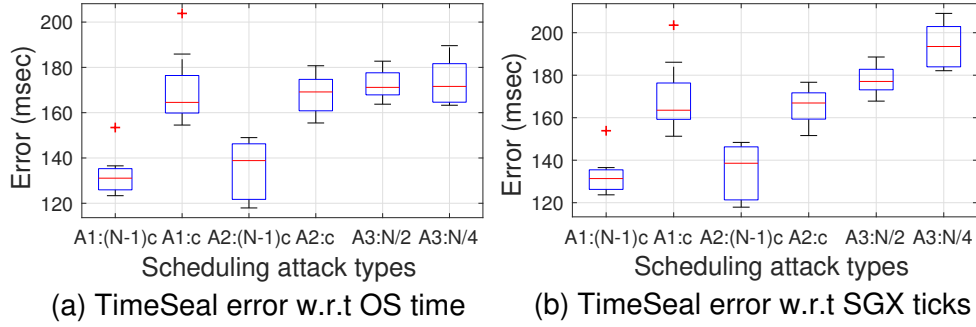 Error (msec)
200
180
160
140
120
A1:(N-1)c A1:c A2:(N-1)c A2:c A3:N/2 A3:N/4
Scheduling attack types
(a) TimeSeal error w.r.t OS time
Error (msec)
200
180
160
140
120
A1:(N-1)c A1:c A2:(N-1)c A2:c A3:N/2 A3:N/4
Scheduling attack types
(b) TimeSeal error w.r.t SGX ticks